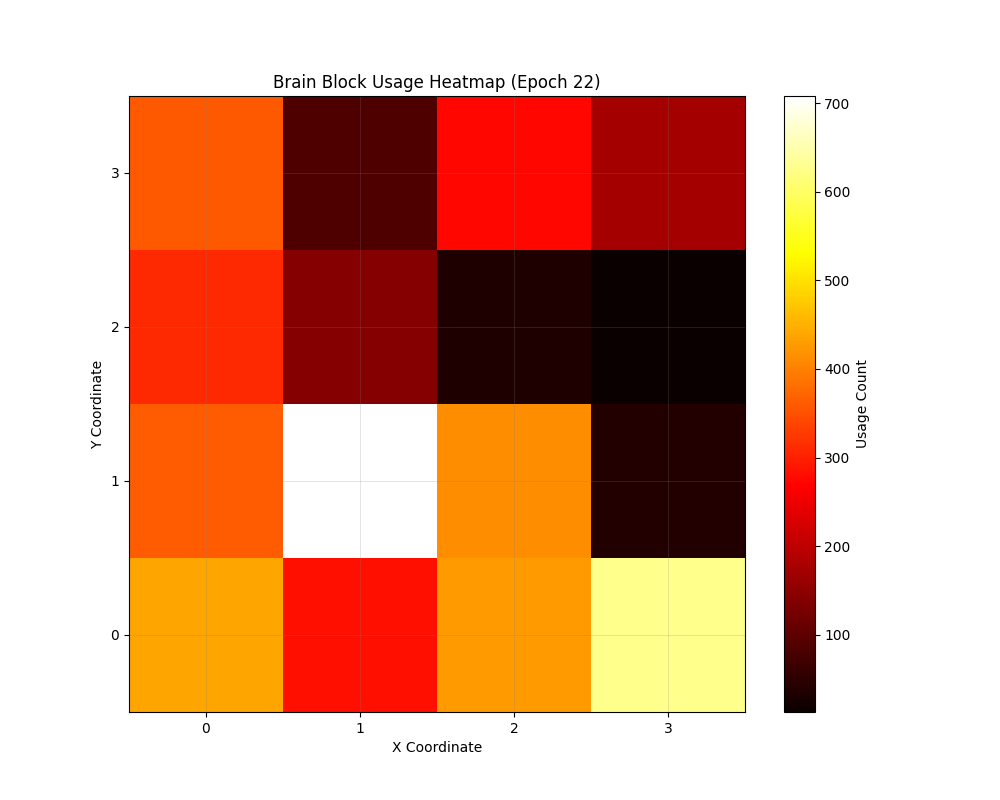 Brain Block Usage Heatmap (Epoch 22)
3
2
1
0
Y Coordinate
0 1 2 3
X Coordinate
700
600
500
400
300
200
100
Usage Count